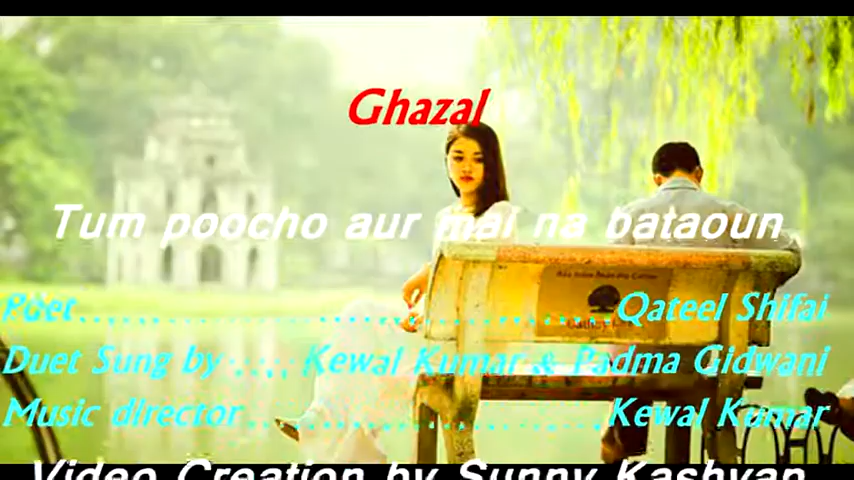 Ghazal
Tum poocho aur mai na bataoun
Poet..................................Qateel Shifai
Duet Sung by ..... Kewal Kumar & Padma Gidwani
Music director..............................Kewal Kumar
Video Creation by Sunny Kashyap